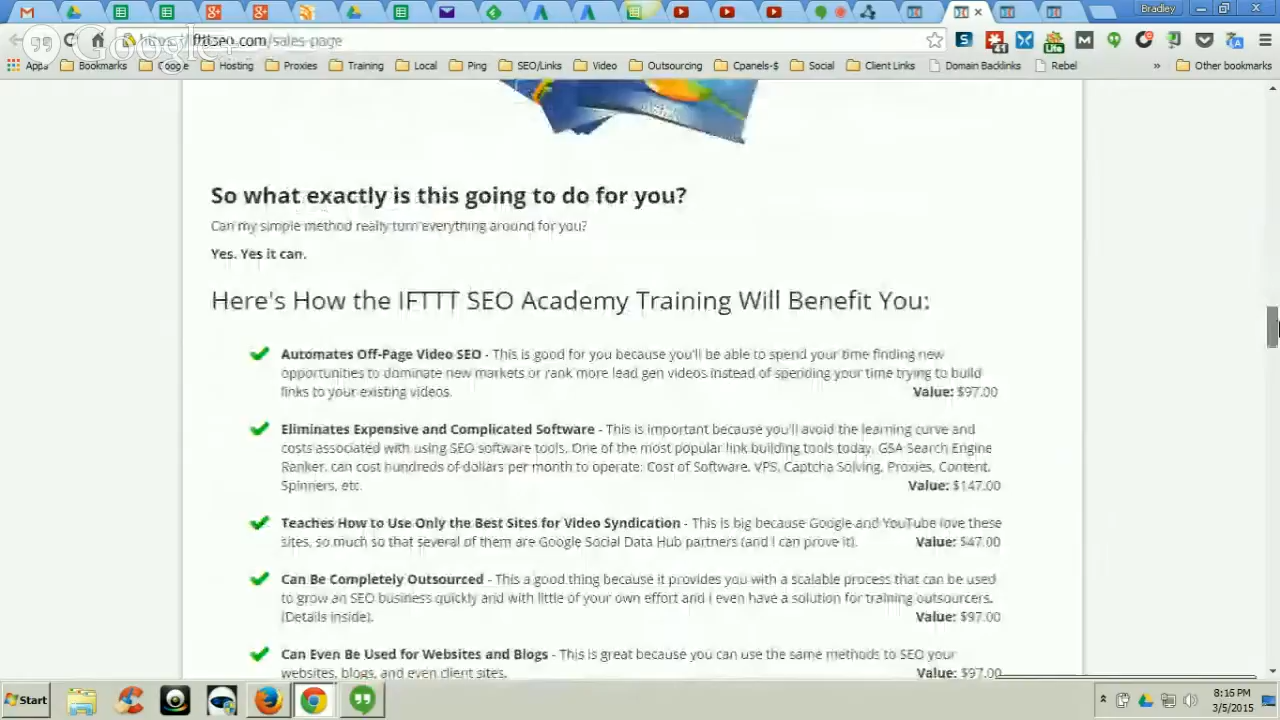 Bradley
iftttseo.com/sales-page
Google+
Apps Bookmarks Google Hosting Proxies Training Local Ping SEO/Links Video Outsourcing Cpanels-$ Social Client Links Domain Backlinks Rebel » Other bookmarks
41
Life
So what exactly is this going to do for you?
Can my simple method really turn everything around for you?
Yes. Yes it can.
Here's How the IFTTT SEO Academy Training Will Benefit You:
Automates Off-Page Video SEO - This is good for you because you'll be able to spend your time finding new
opportunities to dominate new markets or rank more lead gen videos instead of spending your time trying to build
links to your existing videos. Value: $97.00
Eliminates Expensive and Complicated Software - This is important because you'll avoid the learning curve and
costs associated with using SEO software tools. One of the most popular link building tools today, GSA Search Engine
Ranker, can cost hundreds of dollars per month to operate: Cost of Software, VPS, Captcha Solving, Proxies, Content,
Spinners, etc. Value: $147.00
Teaches How to Use Only the Best Sites for Video Syndication - This is big because Google and YouTube love these
sites, so much so that several of them are Google Social Data Hub partners (and I can prove it). Value: $47.00
Can Be Completely Outsourced - This a good thing because it provides you with a scalable process that can be used
to grow an SEO business quickly and with little of your own effort and I even have a solution for training outsourcers.
(Details inside). Value: $97.00
Can Even Be Used for Websites and Blogs - This is great because you can use the same methods to SEO your
websites, blogs, and even client sites. Value: $97.00
Start
8:16 PM
3/5/2015